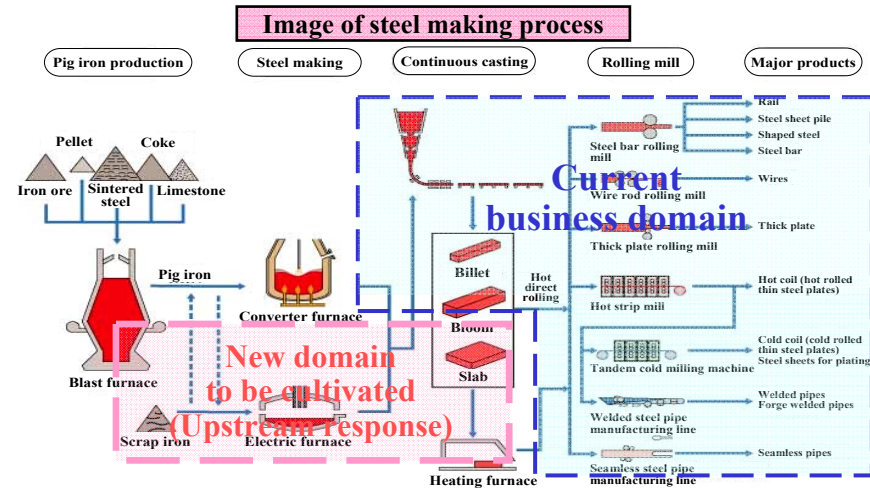 Image of steel making process
Pig iron production
Steel making
Continuous casting
Rolling mill
Major products
Pellet
Coke
Iron ore
Sintered
steel
Limestone
Pig iron
Blast furnace
Converter furnace
Scrap iron
Electric furnace
New domain
to be cultivated
(Upstream response)
Billet
Bloom
Slab
Hot
direct
rolling
Heating furnace
Current
business domain
Steel bar rolling
mill
Wire rod rolling mill
Thick plate rolling mill
Hot strip mill
Tandem cold milling machine
Welded steel pipe
manufacturing line
Seamless steel pipe
manufacturing line
Rail
Steel sheet pile
Shaped steel
Steel bar
Wires
Thick plate
Hot coil (hot rolled
thin steel plates)
Cold coil (cold rolled
thin steel plates)
Steel sheets for plating
Welded pipes
Forge welded pipes
Seamless pipes